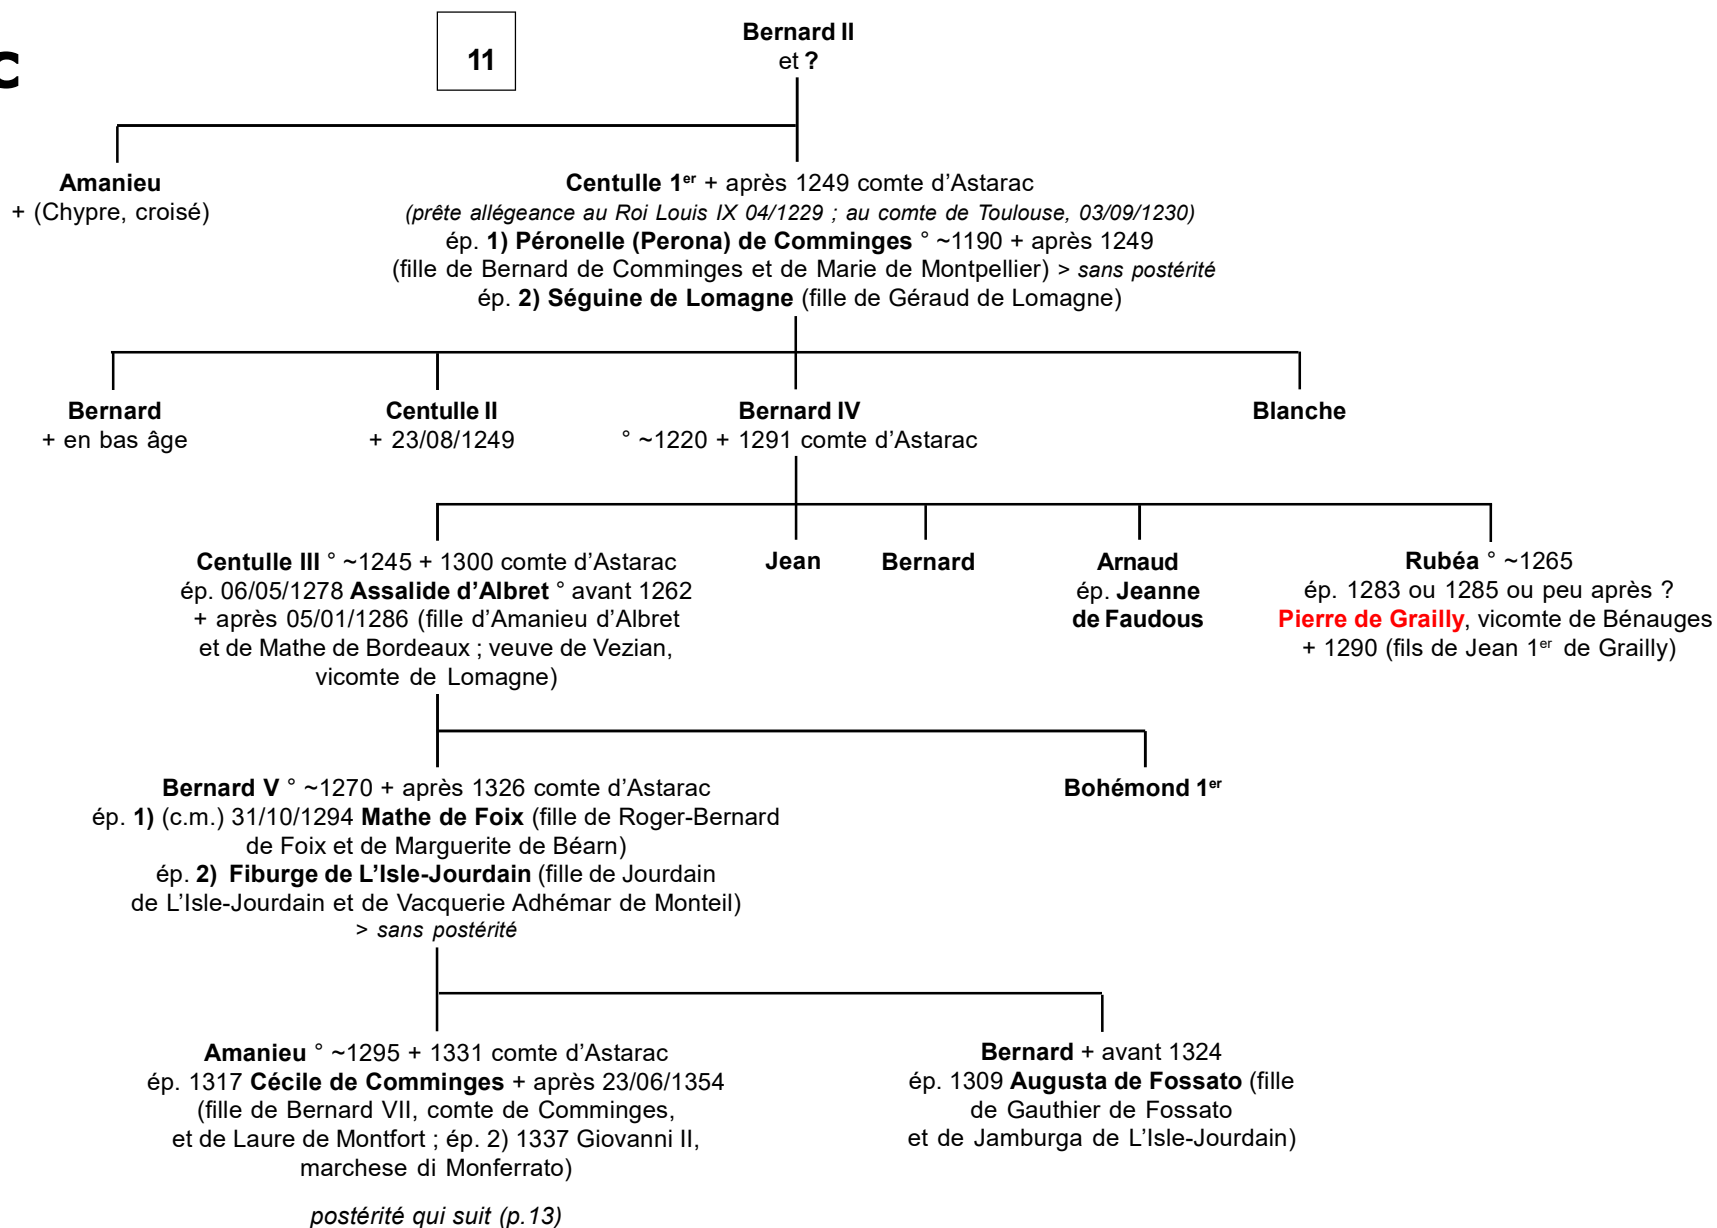 C
11
Bernard II
et ?
Amanieu
+ (Chypre, croisé)
Centulle 1er + après 1249 comte d'Astarac
(prête allégeance au Roi Louis IX 04/1229 ; au comte de Toulouse, 03/09/1230)
ép. 1) Péronelle (Perona) de Comminges ° ~1190 + après 1249
(fille de Bernard de Comminges et de Marie de Montpellier) > sans postérité
ép. 2) Séguine de Lomagne (fille de Géraud de Lomagne)
Bernard
+ en bas âge
Centulle II
+ 23/08/1249
Bernard IV
° ~1220 + 1291 comte d'Astarac
Blanche
Centulle III ° ~1245 + 1300 comte d'Astarac
ép. 06/05/1278 Assalide d'Albret ° avant 1262
+ après 05/01/1286 (fille d'Amanieu d'Albret
et de Mathe de Bordeaux ; veuve de Vezian,
vicomte de Lomagne)
Jean
Bernard
Arnaud
ép. Jeanne
de Faudous
Rubéa ° ~1265
ép. 1283 ou 1285 ou peu après ?
Pierre de Grailly, vicomte de Bénauges
+ 1290 (fils de Jean 1er de Grailly)
Bernard V ° ~1270 + après 1326 comte d'Astarac
ép. 1) (c.m.) 31/10/1294 Mathe de Foix (fille de Roger-Bernard
de Foix et de Marguerite de Béarn)
ép. 2) Fiburge de L'Isle-Jourdain (fille de Jourdain
de L'Isle-Jourdain et de Vacquerie Adhémar de Monteil)
> sans postérité
Bohémond 1er
Amanieu ° ~1295 + 1331 comte d'Astarac
ép. 1317 Cécile de Comminges + après 23/06/1354
(fille de Bernard VII, comte de Comminges,
et de Laure de Montfort ; ép. 2) 1337 Giovanni II,
marchese di Monferrato)
postérité qui suit (p.13)
Bernard + avant 1324
ép. 1309 Augusta de Fossato (fille
de Gauthier de Fossato
et de Jamburga de L'Isle-Jourdain)